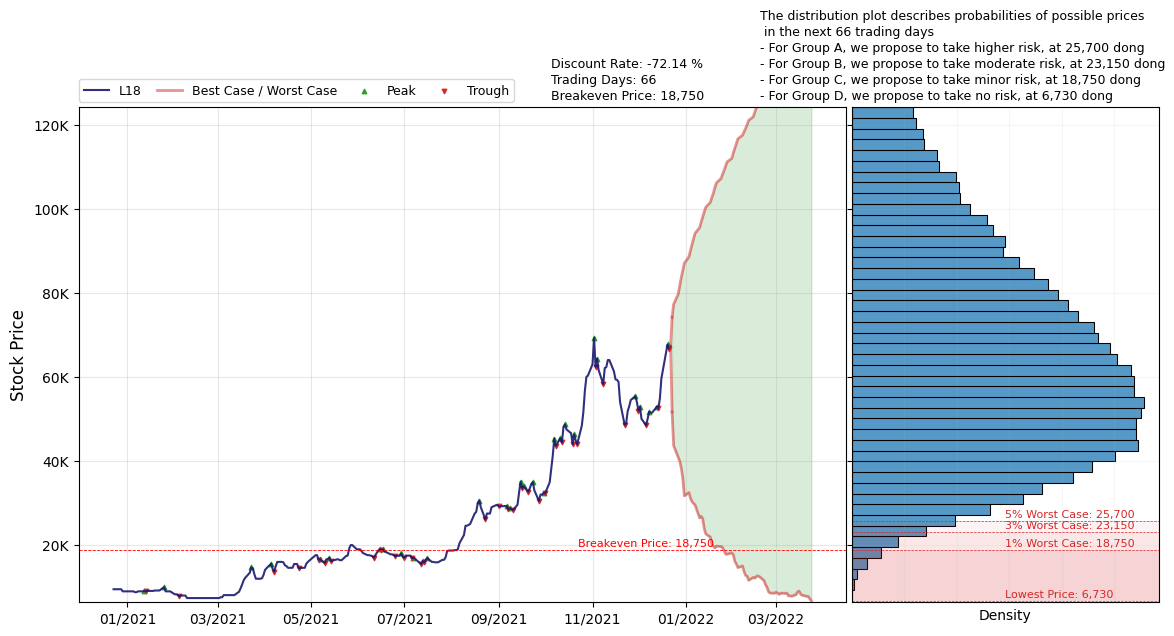 The distribution plot describes probabilities of possible prices
in the next 66 trading days
- For Group A, we propose to take higher risk, at 25,700 dong
- For Group B, we propose to take moderate risk, at 23,150 dong
- For Group C, we propose to take minor risk, at 18,750 dong
- For Group D, we propose to take no risk, at 6,730 dong
Discount Rate: -72.14 %
Trading Days: 66
Breakeven Price: 18,750
L18
Best Case / Worst Case
Peak
Trough
Stock Price
120K
100K
80K
60K
40K
20K
Breakeven Price: 18,750
01/2021
03/2021
05/2021
07/2021
09/2021
11/2021
01/2022
03/2022
5% Worst Case: 25,700
3% Worst Case: 23,150
1% Worst Case: 18,750
Lowest Price: 6,730
Density